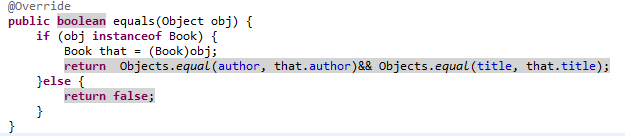 @Override
public boolean equals(Object obj) {
    if (obj instanceof Book) {
        Book that = (Book)obj;
        return  Objects.equal(author, that.author)&& Objects.equal(title, that.title);
    }else {
        return false;
    }
}